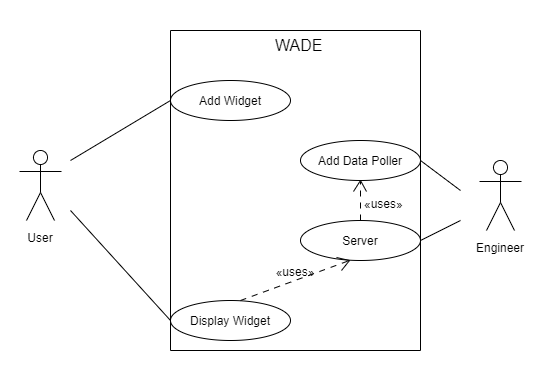 WADE
Add Widget
Add Data Poller
«uses»
User
Server
Engineer
«uses»
Display Widget